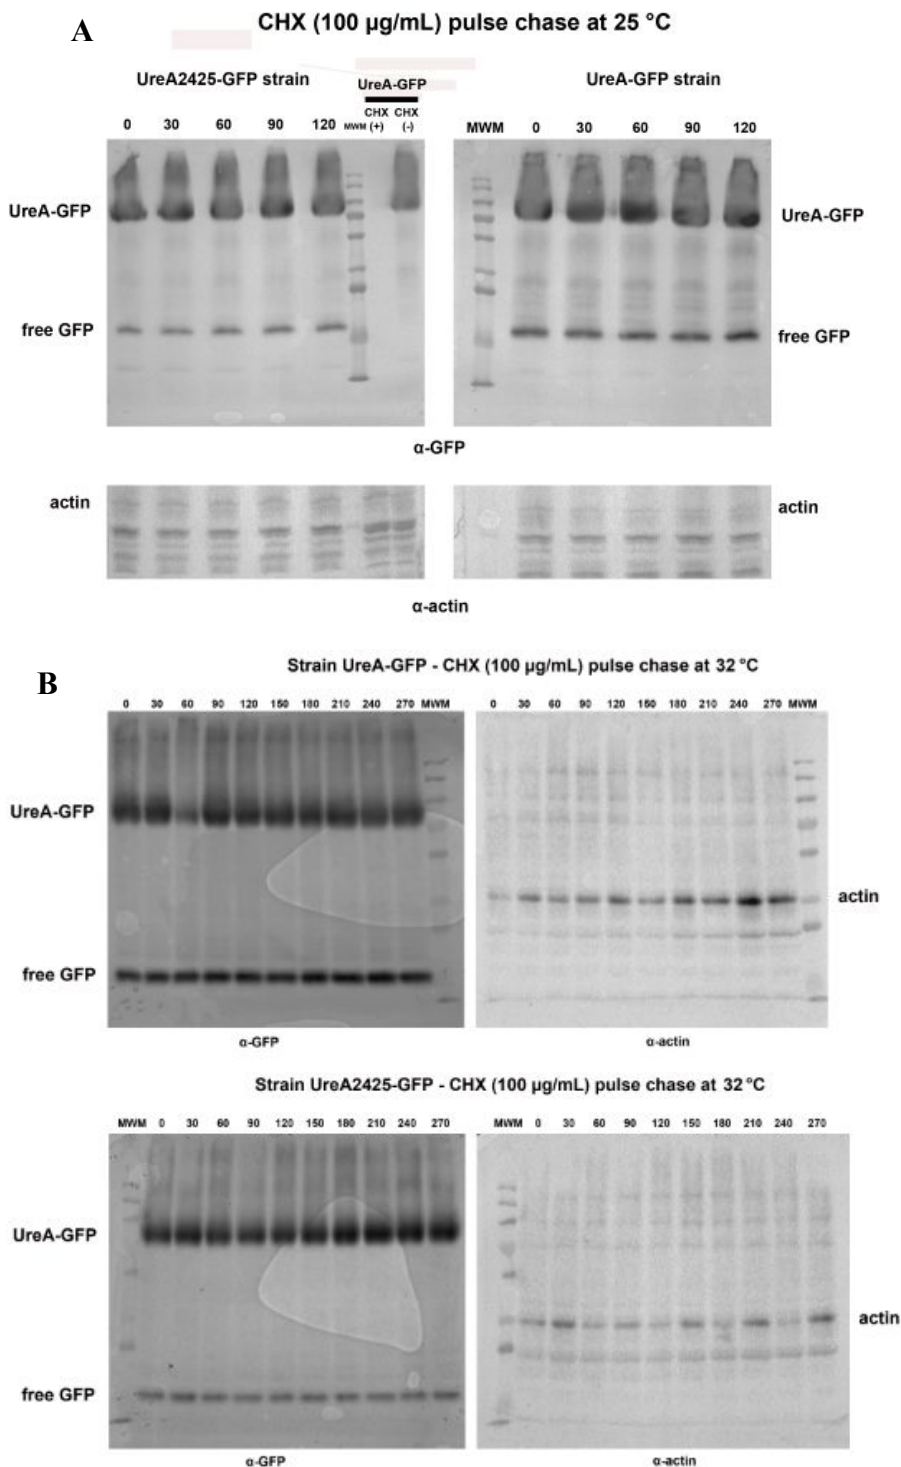 A
CHX (100 µg/mL) pulse chase at 25 °C
UreA2425-GFP strain
UreA-GFP
UreA-GFP strain
CHX CHX
0 30 60 90 120 MWM (+) (-)
MWM 0 30 60 90 120
UreA-GFP
UreA-GFP
free GFP
free GFP
α-GFP
actin
actin
α-actin
B
Strain UreA-GFP - CHX (100 µg/mL) pulse chase at 32 °C
0 30 60 90 120 150 180 210 240 270 MWM
0 30 60 90 120 150 180 210 240 270 MWM
UreA-GFP
actin
free GFP
α-GFP
α-actin
Strain UreA2425-GFP - CHX (100 µg/mL) pulse chase at 32 °C
MWM 0 30 60 90 120 150 180 210 240 270
MWM 0 30 60 90 120 150 180 210 240 270
UreA-GFP
actin
free GFP
α-GFP
α-actin